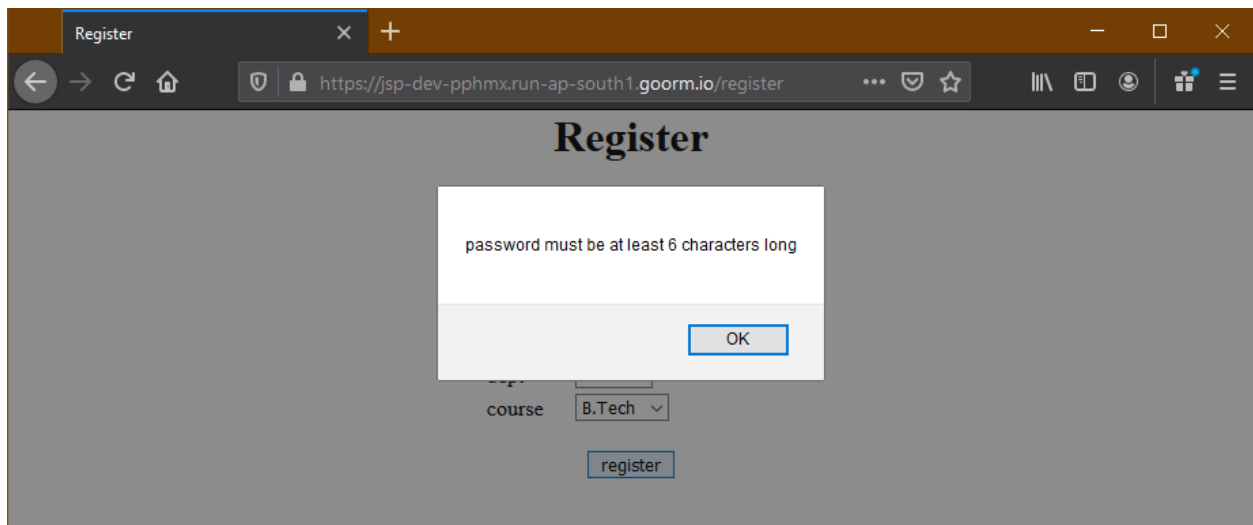 Register
https://jsp-dev-pphmx.run-ap-south1.goorm.io/register
Register
password must be at least 6 characters long
OK
course B.Tech
register